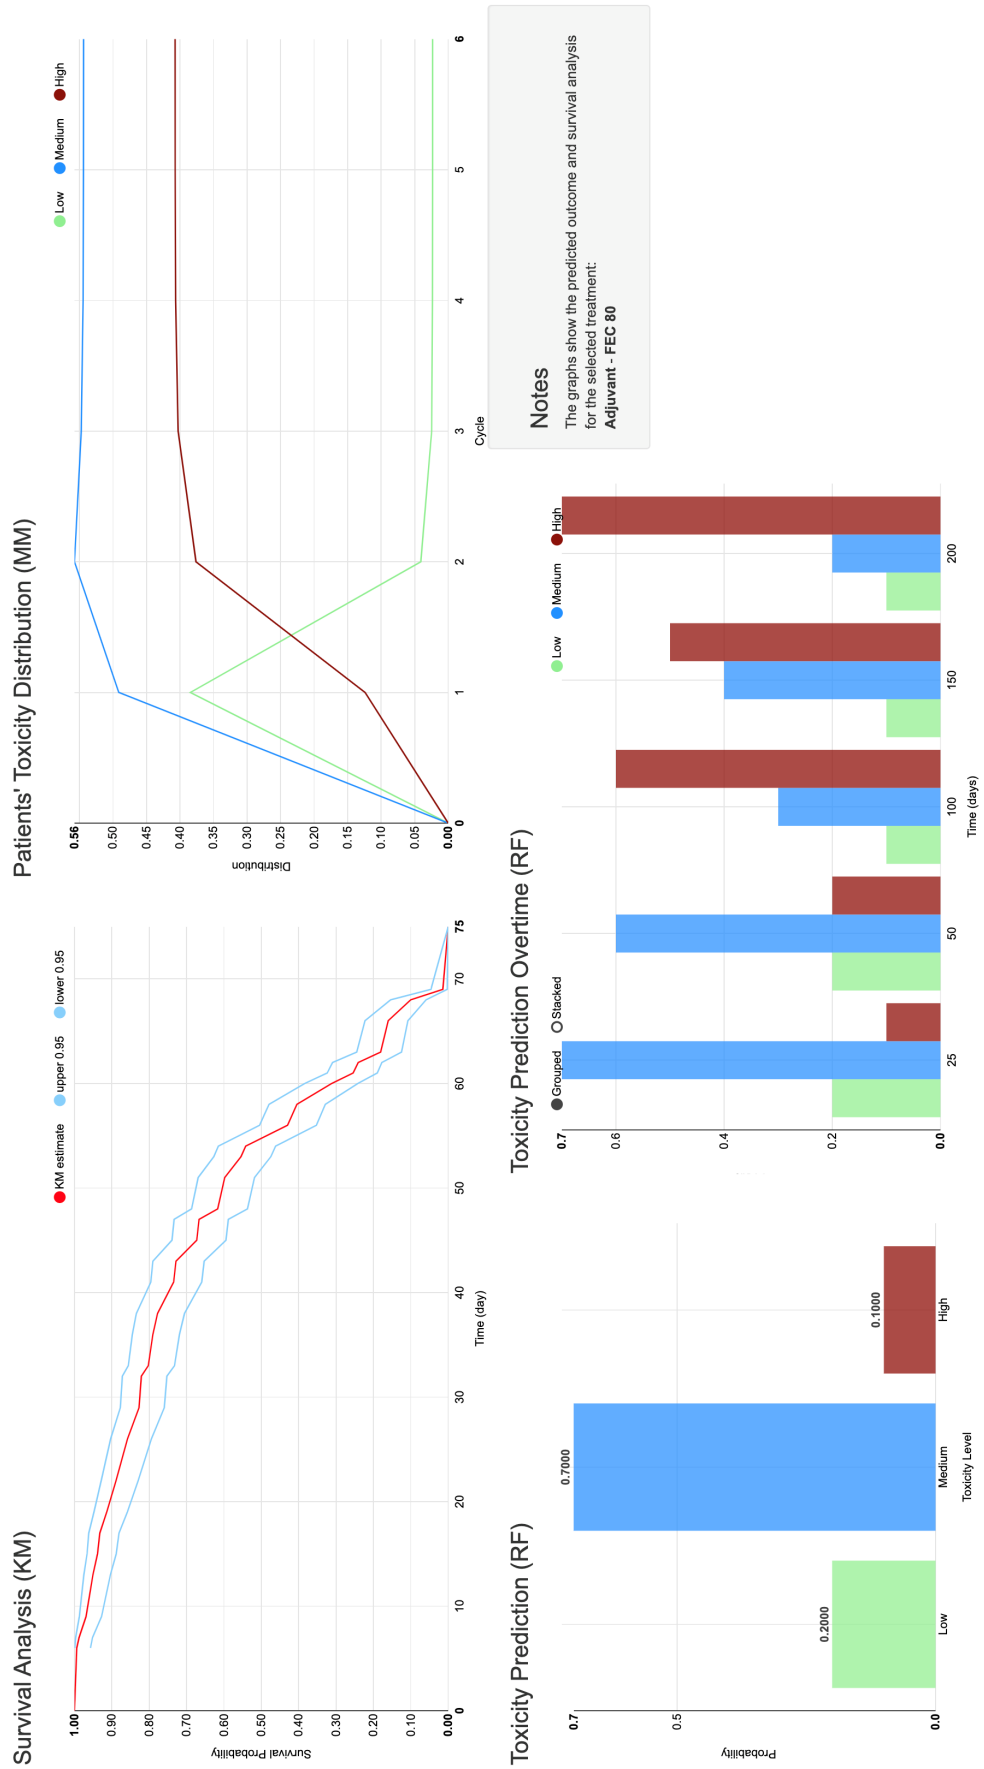 Survival Analysis (KM)
KM estimate
upper 0.95
lower 0.95
1.00
0.90
0.80
0.70
0.60
0.50
0.40
0.30
0.20
0.10
0.00
Survival Probability
0
10
20
30
40
50
60
70
75
Time (day)
Patients' Toxicity Distribution (MM)
Low
Medium
High
0.56
0.50
0.45
0.40
0.35
0.30
0.25
0.20
0.15
0.10
0.05
0.00
Distribution
0
1
2
3
4
5
6
Cycle
Toxicity Prediction (RF)
0.7
0.5
0.0
Probability
0.2000
0.7000
0.1000
Low
Medium
High
Toxicity Level
Toxicity Prediction Overtime (RF)
Grouped
Stacked
Low
Medium
High
0.7
0.6
0.4
0.2
0.0
25
50
100
150
200
Time (days)
Notes
The graphs show the predicted outcome and survival analysis
for the selected treatment:
Adjuvant - FEC 80